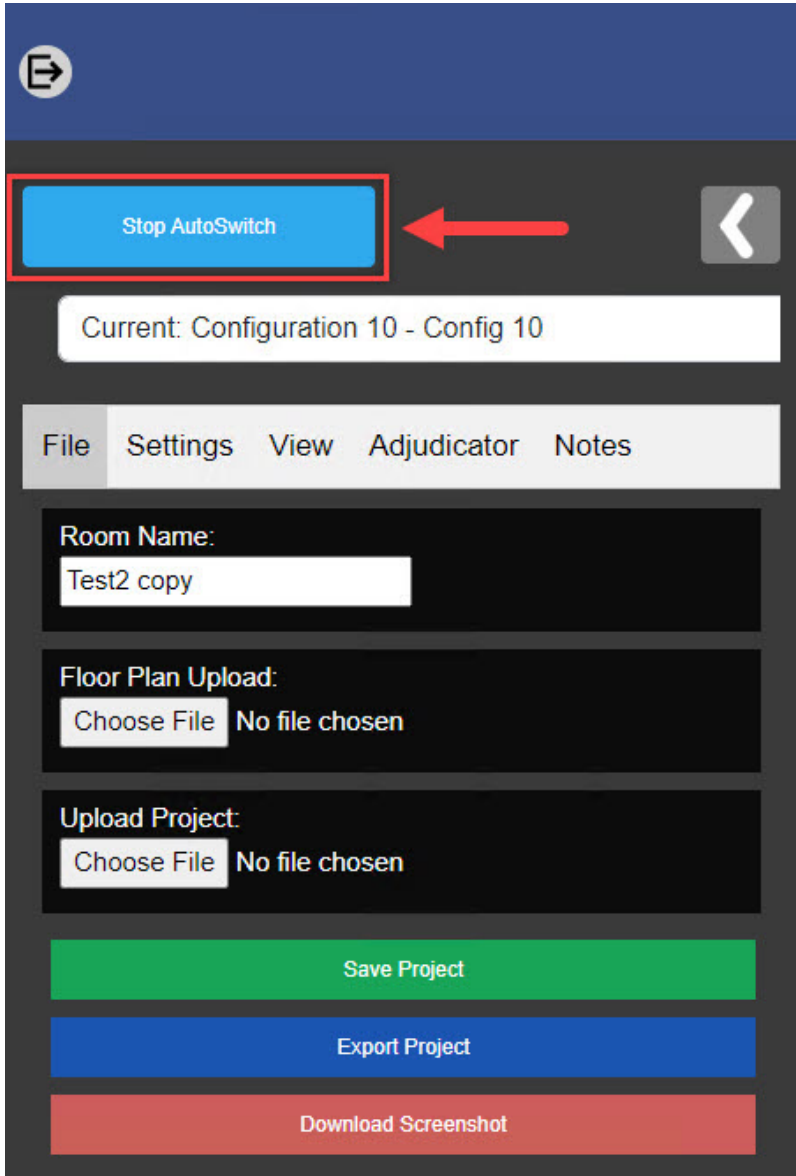 Stop AutoSwitch
Current: Configuration 10 - Config 10
File Settings View Adjudicator Notes
Room Name:
Test2 copy
Floor Plan Upload:
Choose File No file chosen
Upload Project:
Choose File No file chosen
Save Project
Export Project
Download Screenshot